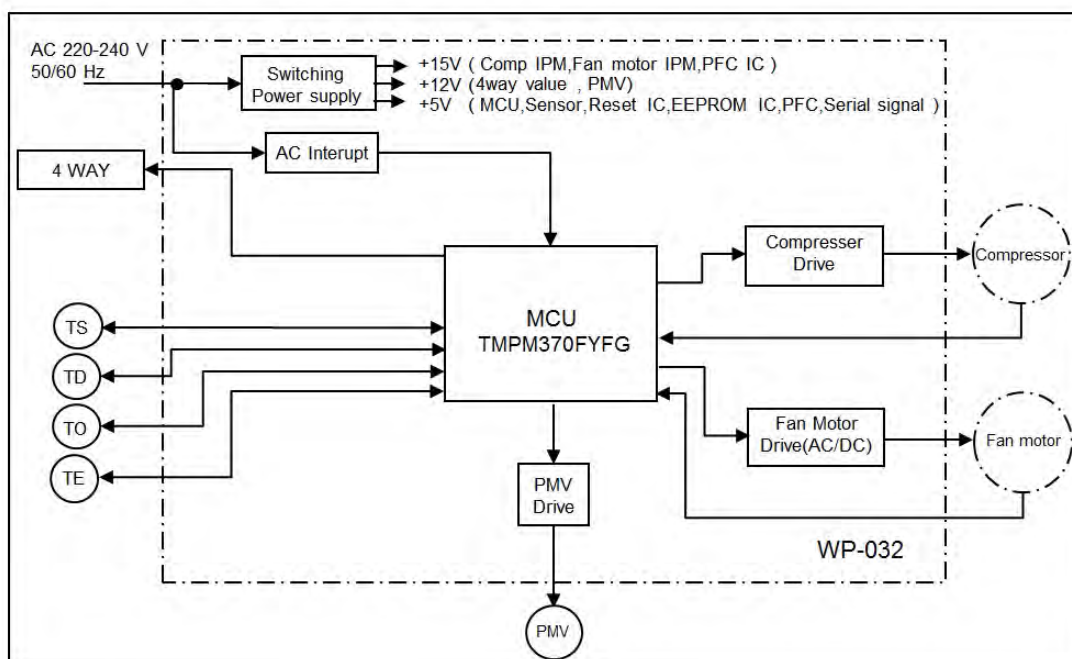 AC 220-240 V
50/60 Hz
Switching
Power supply
+15V ( Comp IPM,Fan motor IPM,PFC IC )
+12V (4way value , PMV)
+5V ( MCU,Sensor,Reset IC,EEPROM IC,PFC,Serial signal )
AC Interupt
4 WAY
Compresser
Drive
Compressor
MCU
TMPM370FYFG
TS
TD
TO
TE
Fan Motor
Drive(AC/DC)
Fan motor
PMV
Drive
WP-032
PMV